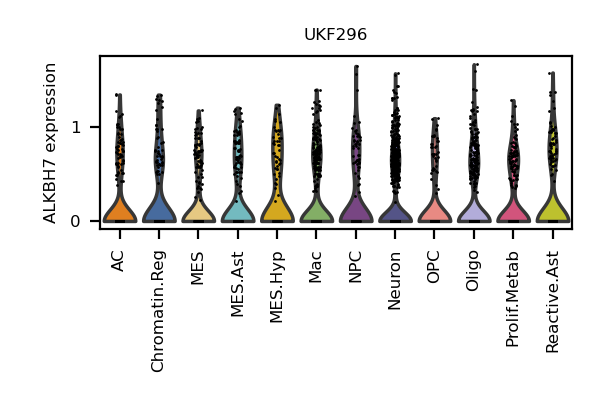 UKF296
ALKBH7 expression
1
0
AC
Chromatin.Reg
MES
MES.Ast
MES.Hyp
Mac
NPC
Neuron
OPC
Oligo
Prolif.Metab
Reactive.Ast